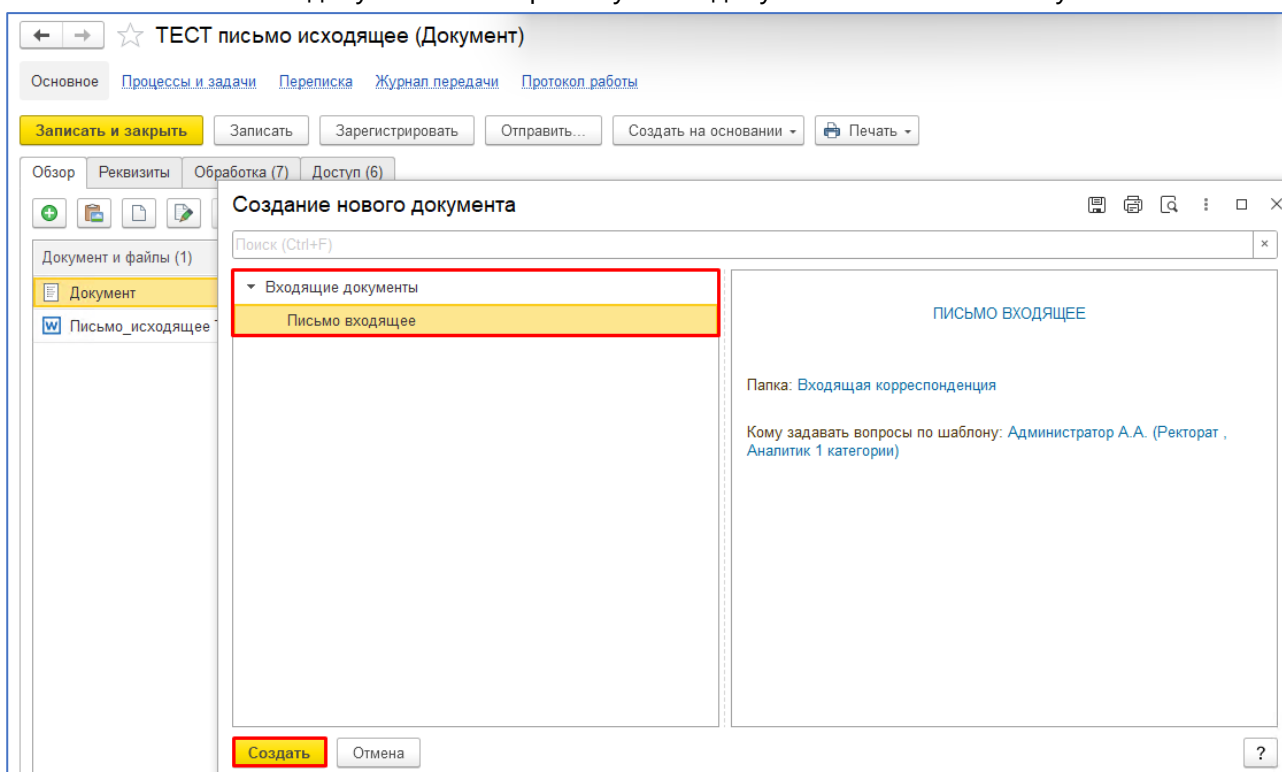 ТЕСТ письмо исходящее (Документ)
Основное Процессы и задачи Переписка Журнал передачи Протокол работы
Записать и закрыть Записать Зарегистрировать Отправить... Создать на основании Печать
Обзор Реквизиты Обработка (7) Доступ (6)
Создание нового документа
Поиск (Ctrl+F)
Документ и файлы (1)
Документ
Письмо_исходящее
Входящие документы
Письмо входящее
ПИСЬМО ВХОДЯЩЕЕ
Папка: Входящая корреспонденция
Кому задавать вопросы по шаблону: Администратор А.А. (Ректорат ,
Аналитик 1 категории)
Создать Отмена ?